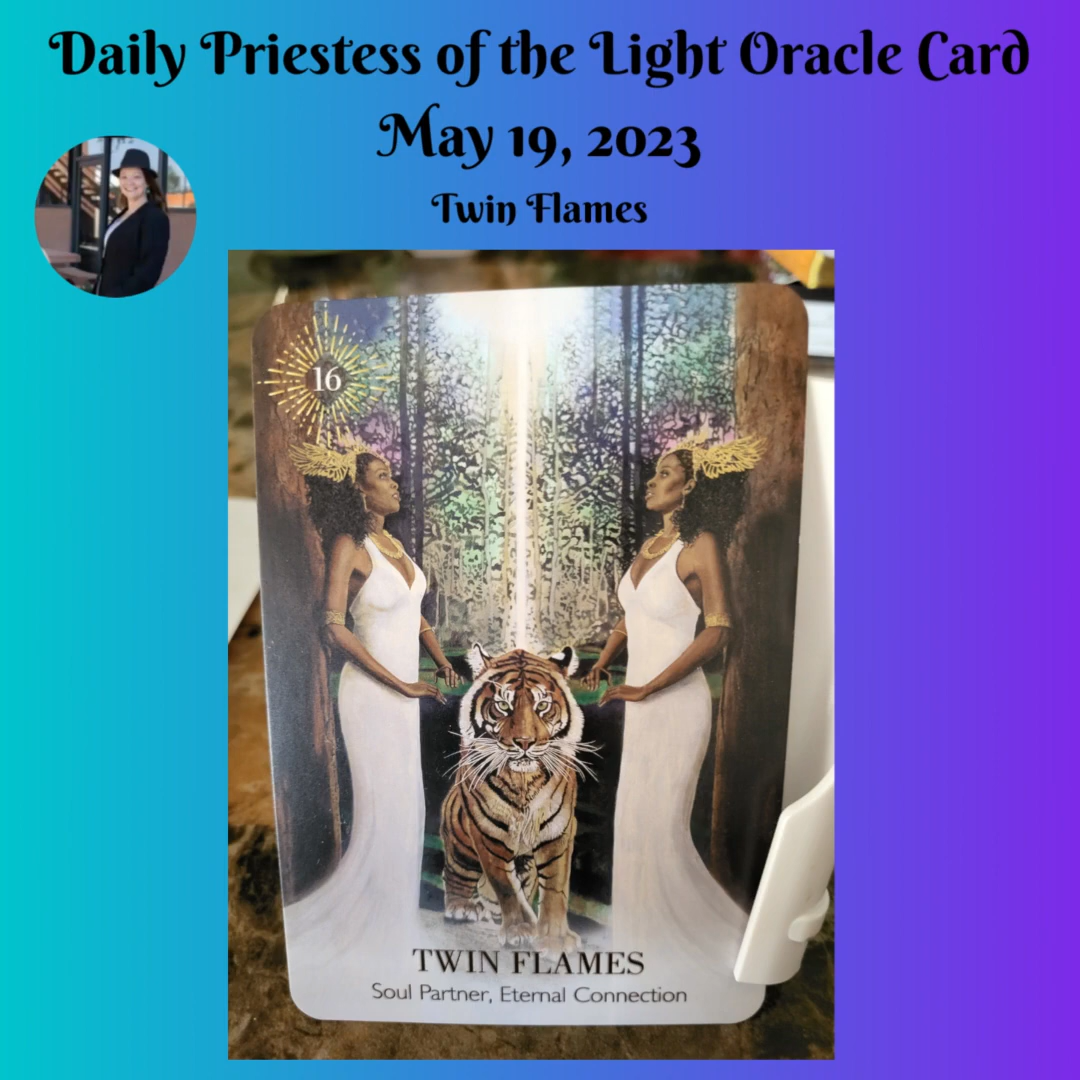 Daily Priestess of the Light Oracle Card
May 19, 2023
Twin Flames
16
TWIN FLAMES
Soul Partner, Eternal Connection